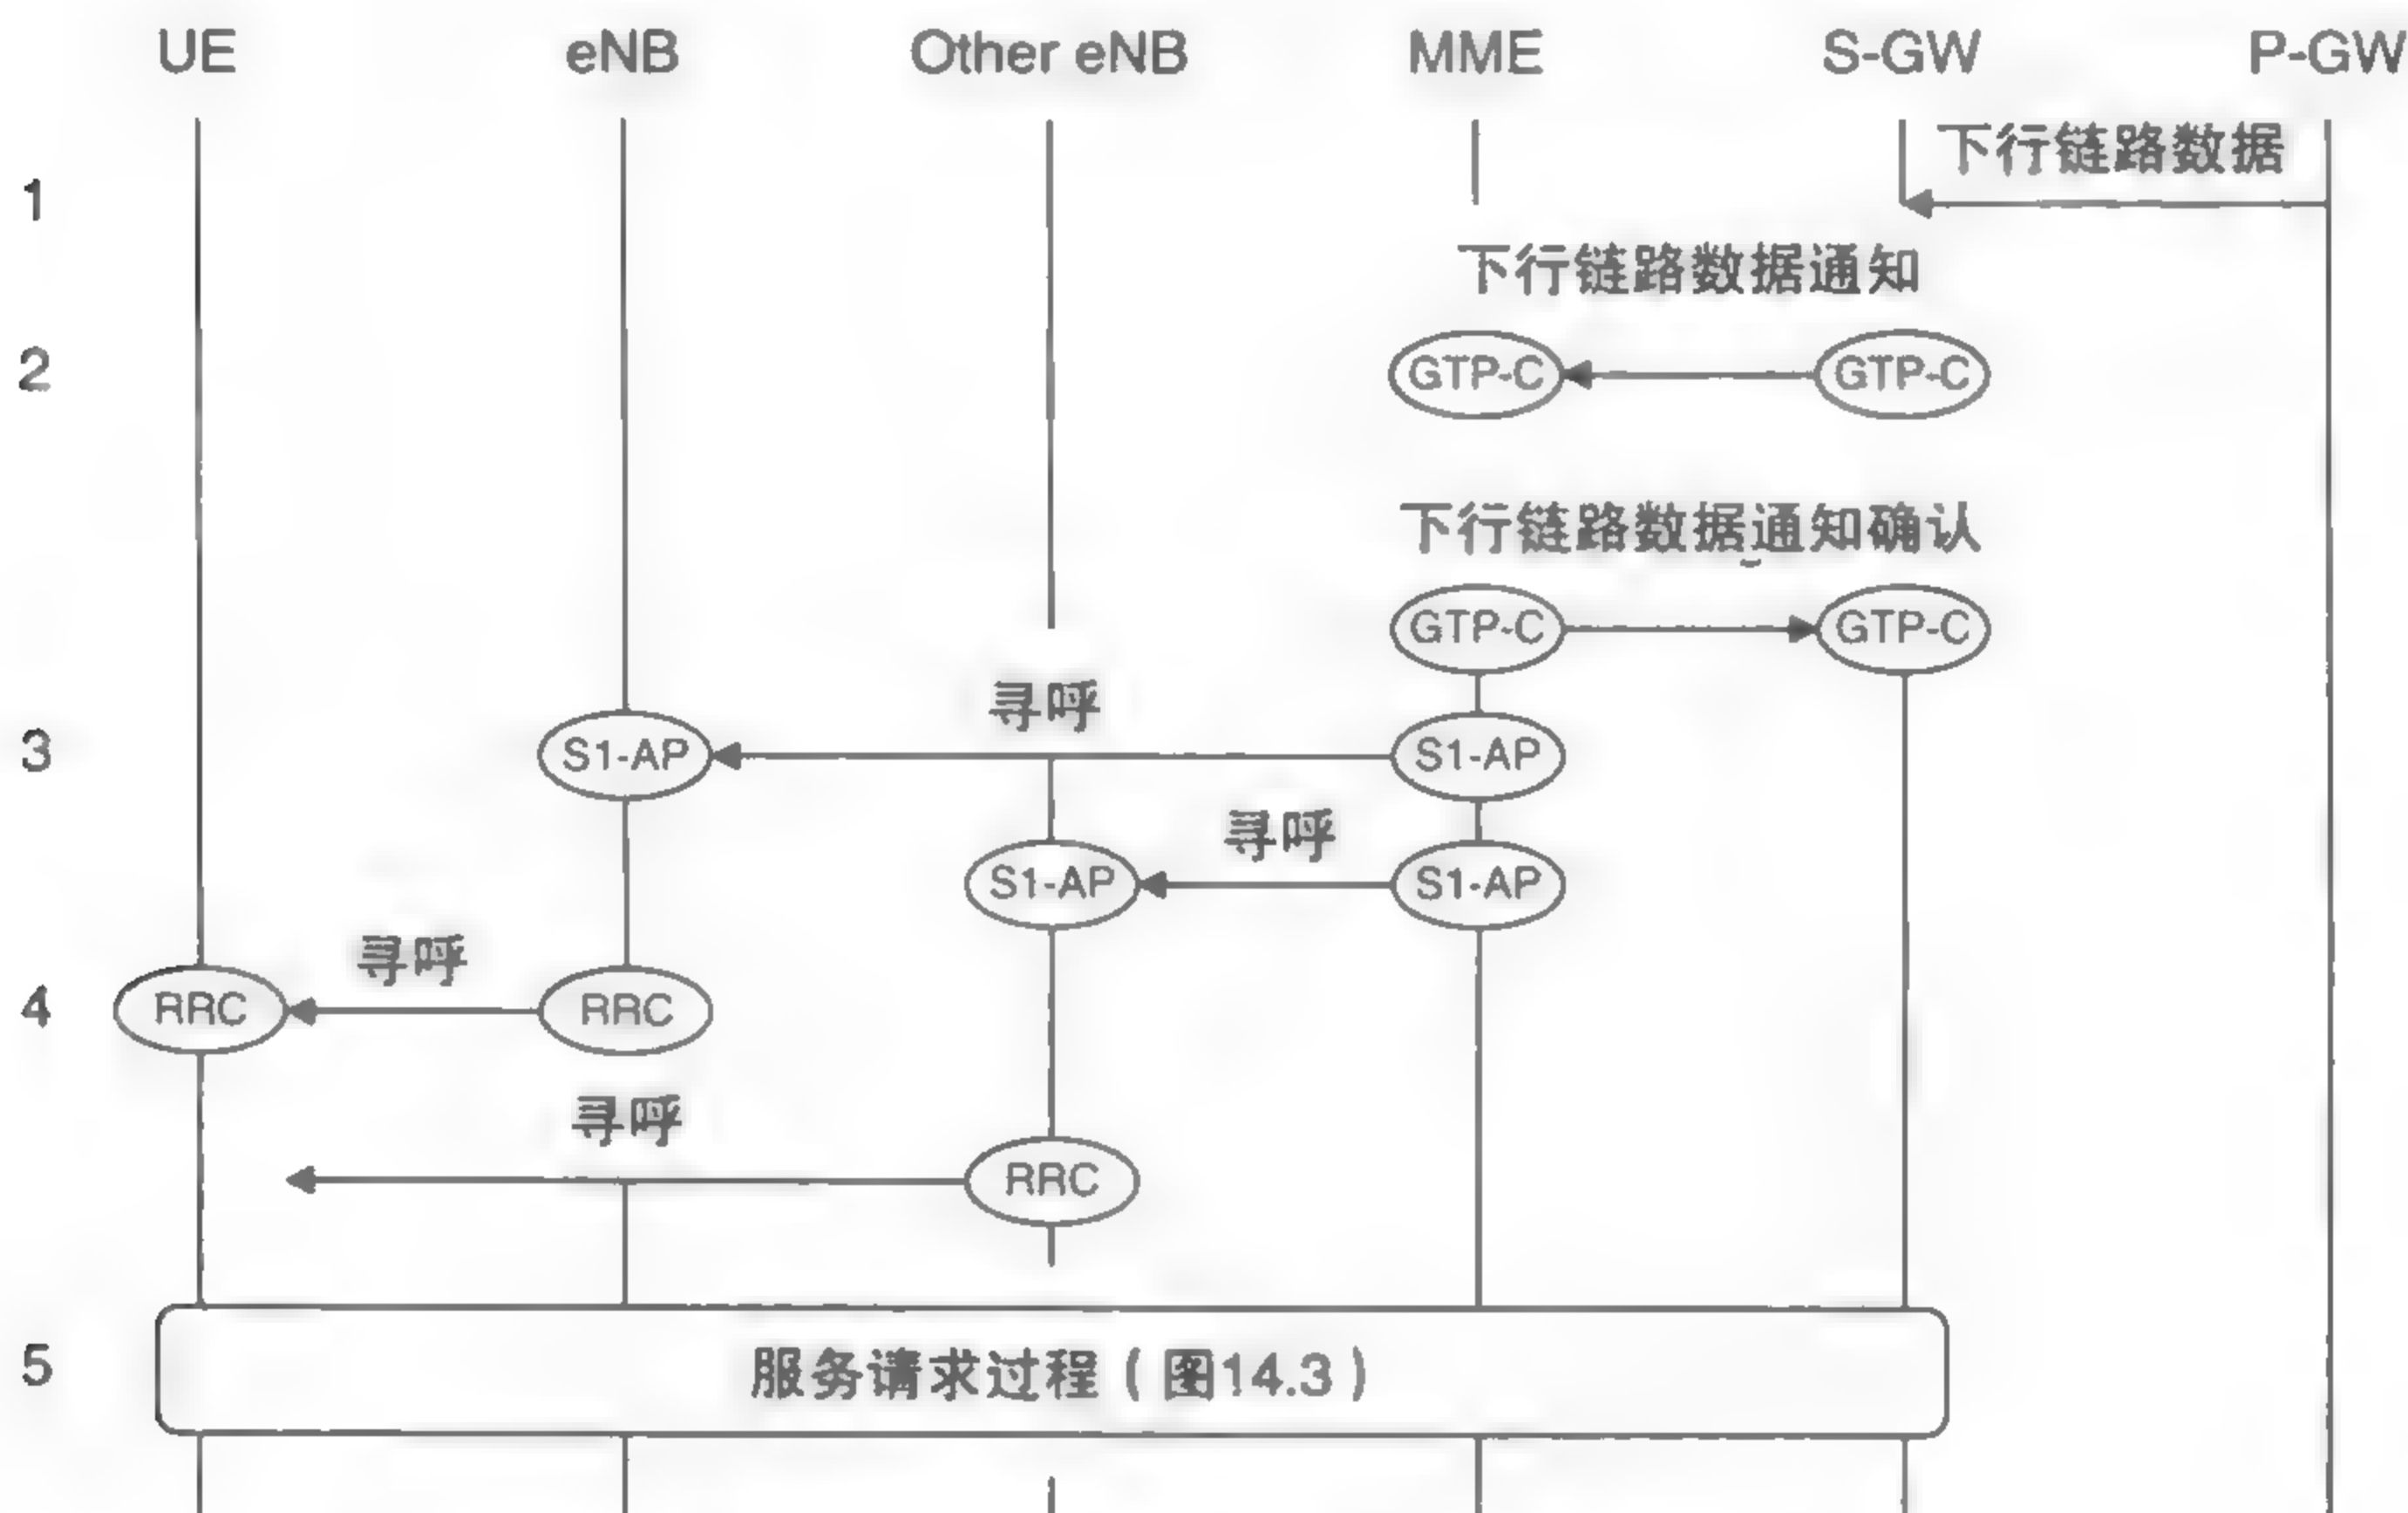 UE eNB Other eNB MME S-GW P-GW
下行链路数据
1
下行链路数据通知
2 GTP-C GTP-C
下行链路数据通知确认
GTP-C GTP-C
寻呼
3 S1-AP S1-AP
寻呼
S1-AP S1-AP
寻呼
4 RRC RRC
寻呼
RRC
5 服务请求过程(图14.3)